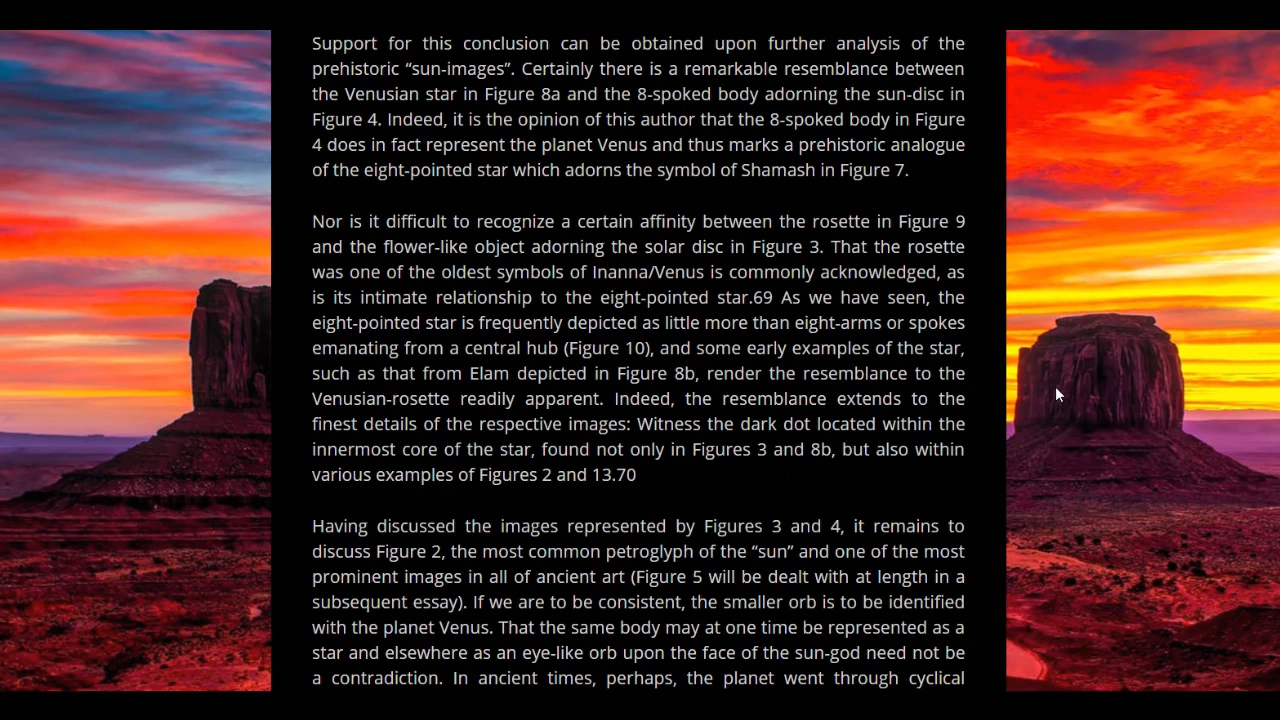 Support for this conclusion can be obtained upon further analysis of the
prehistoric “sun-images”. Certainly there is a remarkable resemblance between
the Venusian star in Figure 8a and the 8-spoked body adorning the sun-disc in
Figure 4. Indeed, it is the opinion of this author that the 8-spoked body in Figure
4 does in fact represent the planet Venus and thus marks a prehistoric analogue
of the eight-pointed star which adorns the symbol of Shamash in Figure 7.
Nor is it difficult to recognize a certain affinity between the rosette in Figure 9
and the flower-like object adorning the solar disc in Figure 3. That the rosette
was one of the oldest symbols of Inanna/Venus is commonly acknowledged, as
is its intimate relationship to the eight-pointed star.69 As we have seen, the
eight-pointed star is frequently depicted as little more than eight-arms or spokes
emanating from a central hub (Figure 10), and some early examples of the star,
such as that from Elam depicted in Figure 8b, render the resemblance to the
Venusian-rosette readily apparent. Indeed, the resemblance extends to the
finest details of the respective images: Witness the dark dot located within the
innermost core of the star, found not only in Figures 3 and 8b, but also within
various examples of Figures 2 and 13.70
Having discussed the images represented by Figures 3 and 4, it remains to
discuss Figure 2, the most common petroglyph of the “sun” and one of the most
prominent images in all of ancient art (Figure 5 will be dealt with at length in a
subsequent essay). If we are to be consistent, the smaller orb is to be identified
with the planet Venus. That the same body may at one time be represented as a
star and elsewhere as an eye-like orb upon the face of the sun-god need not be
a contradiction. In ancient times, perhaps, the planet went through cyclical